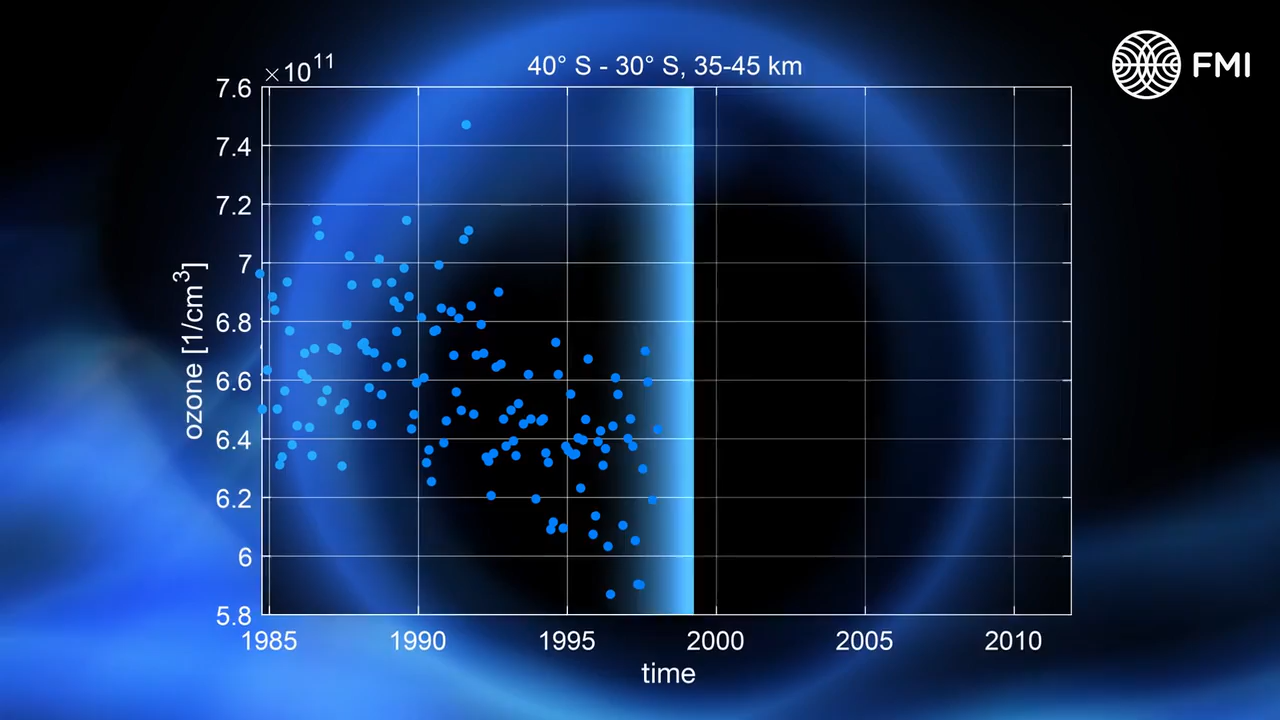 FMI
40° S - 30° S, 35-45 km
×10¹¹
7.6
7.4
7.2
7
6.8
6.6
6.4
6.2
6
5.8
ozone [1/cm³]
1985 1990 1995 2000 2005 2010
time